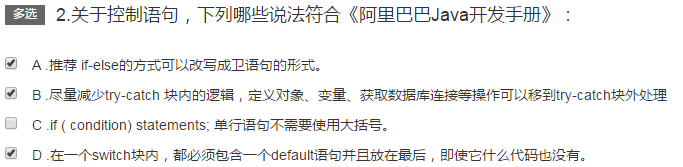 多选 2.关于控制语句，下列哪些说法符合《阿里巴巴Java开发手册》：
A .推荐 if-else的方式可以改写成卫语句的形式。
B .尽量减少try-catch 块内的逻辑，定义对象、变量、获取数据库连接等操作可以移到try-catch块外处理
C .if ( condition) statements; 单行语句不需要使用大括号。
D .在一个switch块内，都必须包含一个default语句并且放在最后，即使它什么代码也没有。